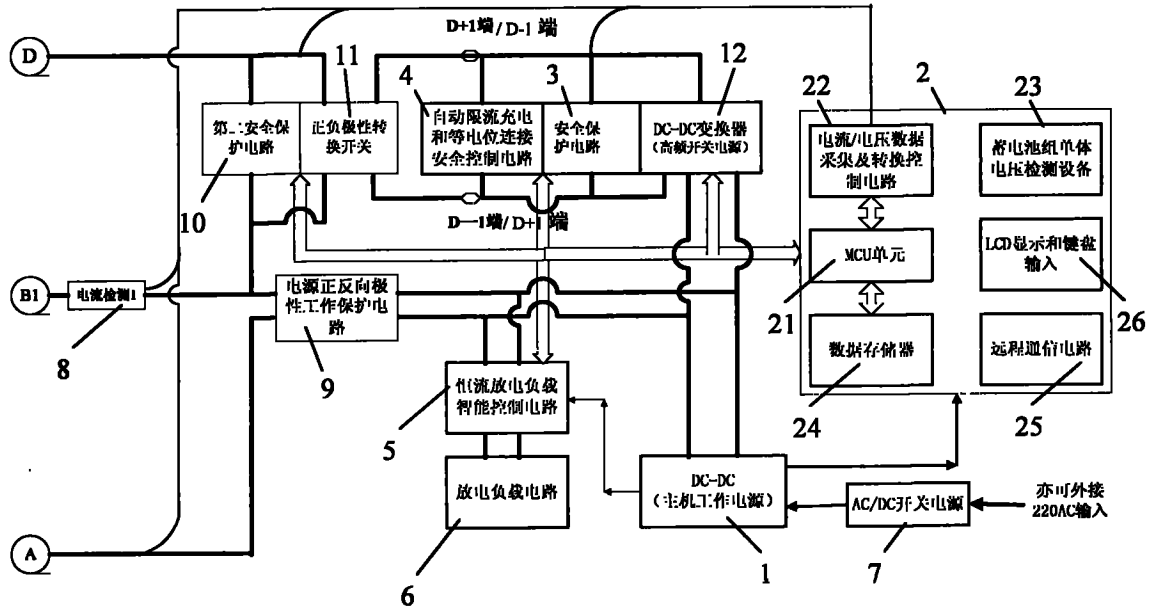 D+1端/D-1端
D
11
12
4
3
22
2
23
第二安全保
护电路
正负极性转
换开关
自动限流充电
和等电位连接
安全控制电路
安全保
护电路
DC-DC变换器
(高频开关电源)
电流/电压数据
采集及转换控
制电路
蓄电池组单体
电压检测设备
10
D—1端/D+1端
MCU单元
LCD显示和键盘
输入
B1
电流检测1
电源正反向极
性工作保护电
路
21
26
8
9
数据存储器
远程通信电路
恒流放电负载
智能控制电路
5
24
25
放电负载电路
DC-DC
(主机工作电源)
AC/DC开关电源
亦可外接
220AC输入
A
6
1
7